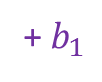 + b₁